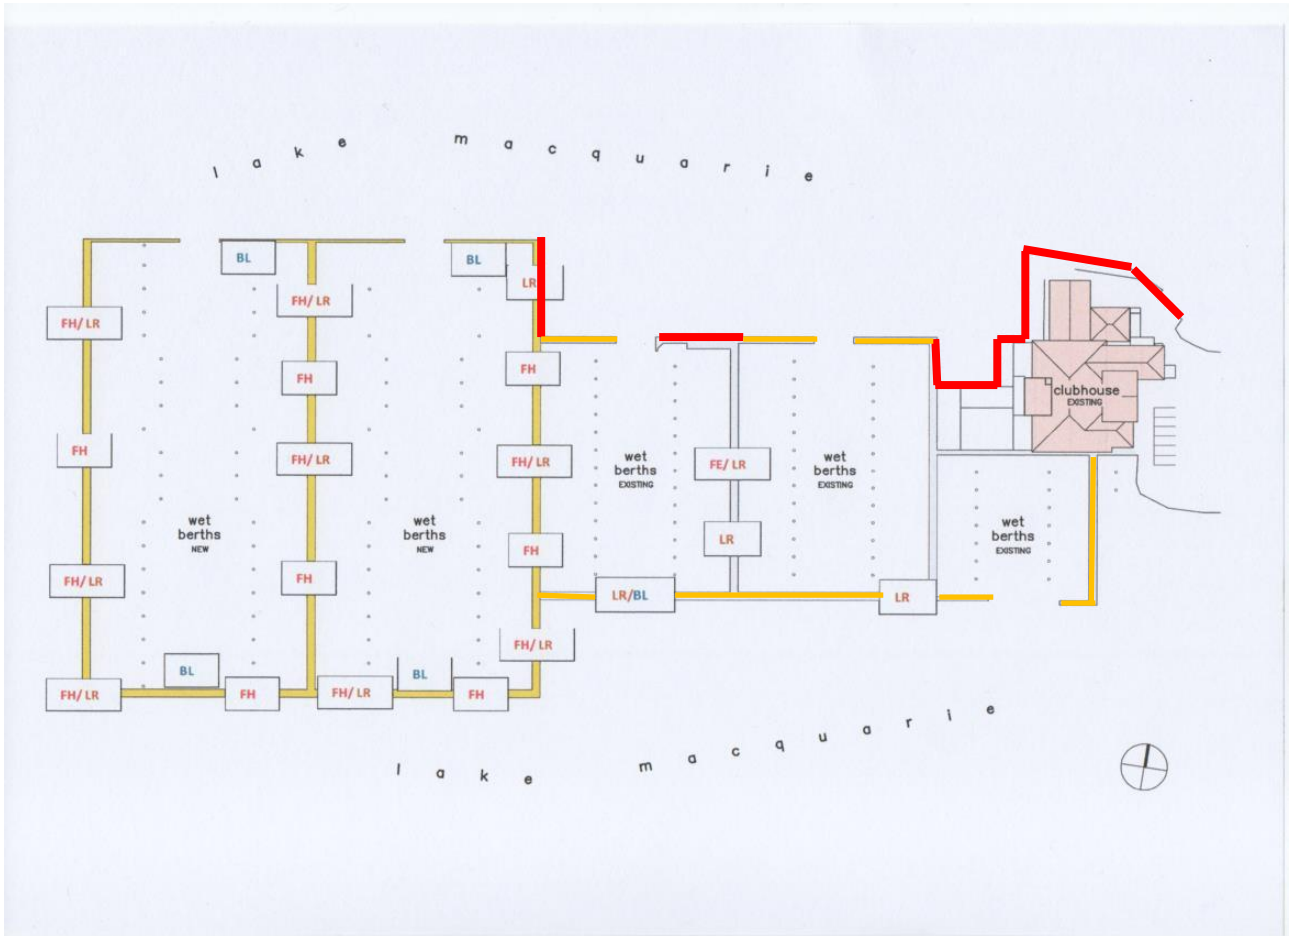 lake macquarie
BL
BL
LR
FH/ LR
FH/ LR
FH
FH
FH
FH/ LR
FH/ LR
FH/ LR
FE/ LR
wet
berths
EXISTING
wet
berths
EXISTING
clubhouse
EXISTING
wet
berths
NEW
wet
berths
NEW
FH
LR
wet
berths
EXISTING
FH/ LR
FH
LR/BL
LR
FH/ LR
BL
BL
FH/ LR
FH
FH/ LR
FH
lake macquarie